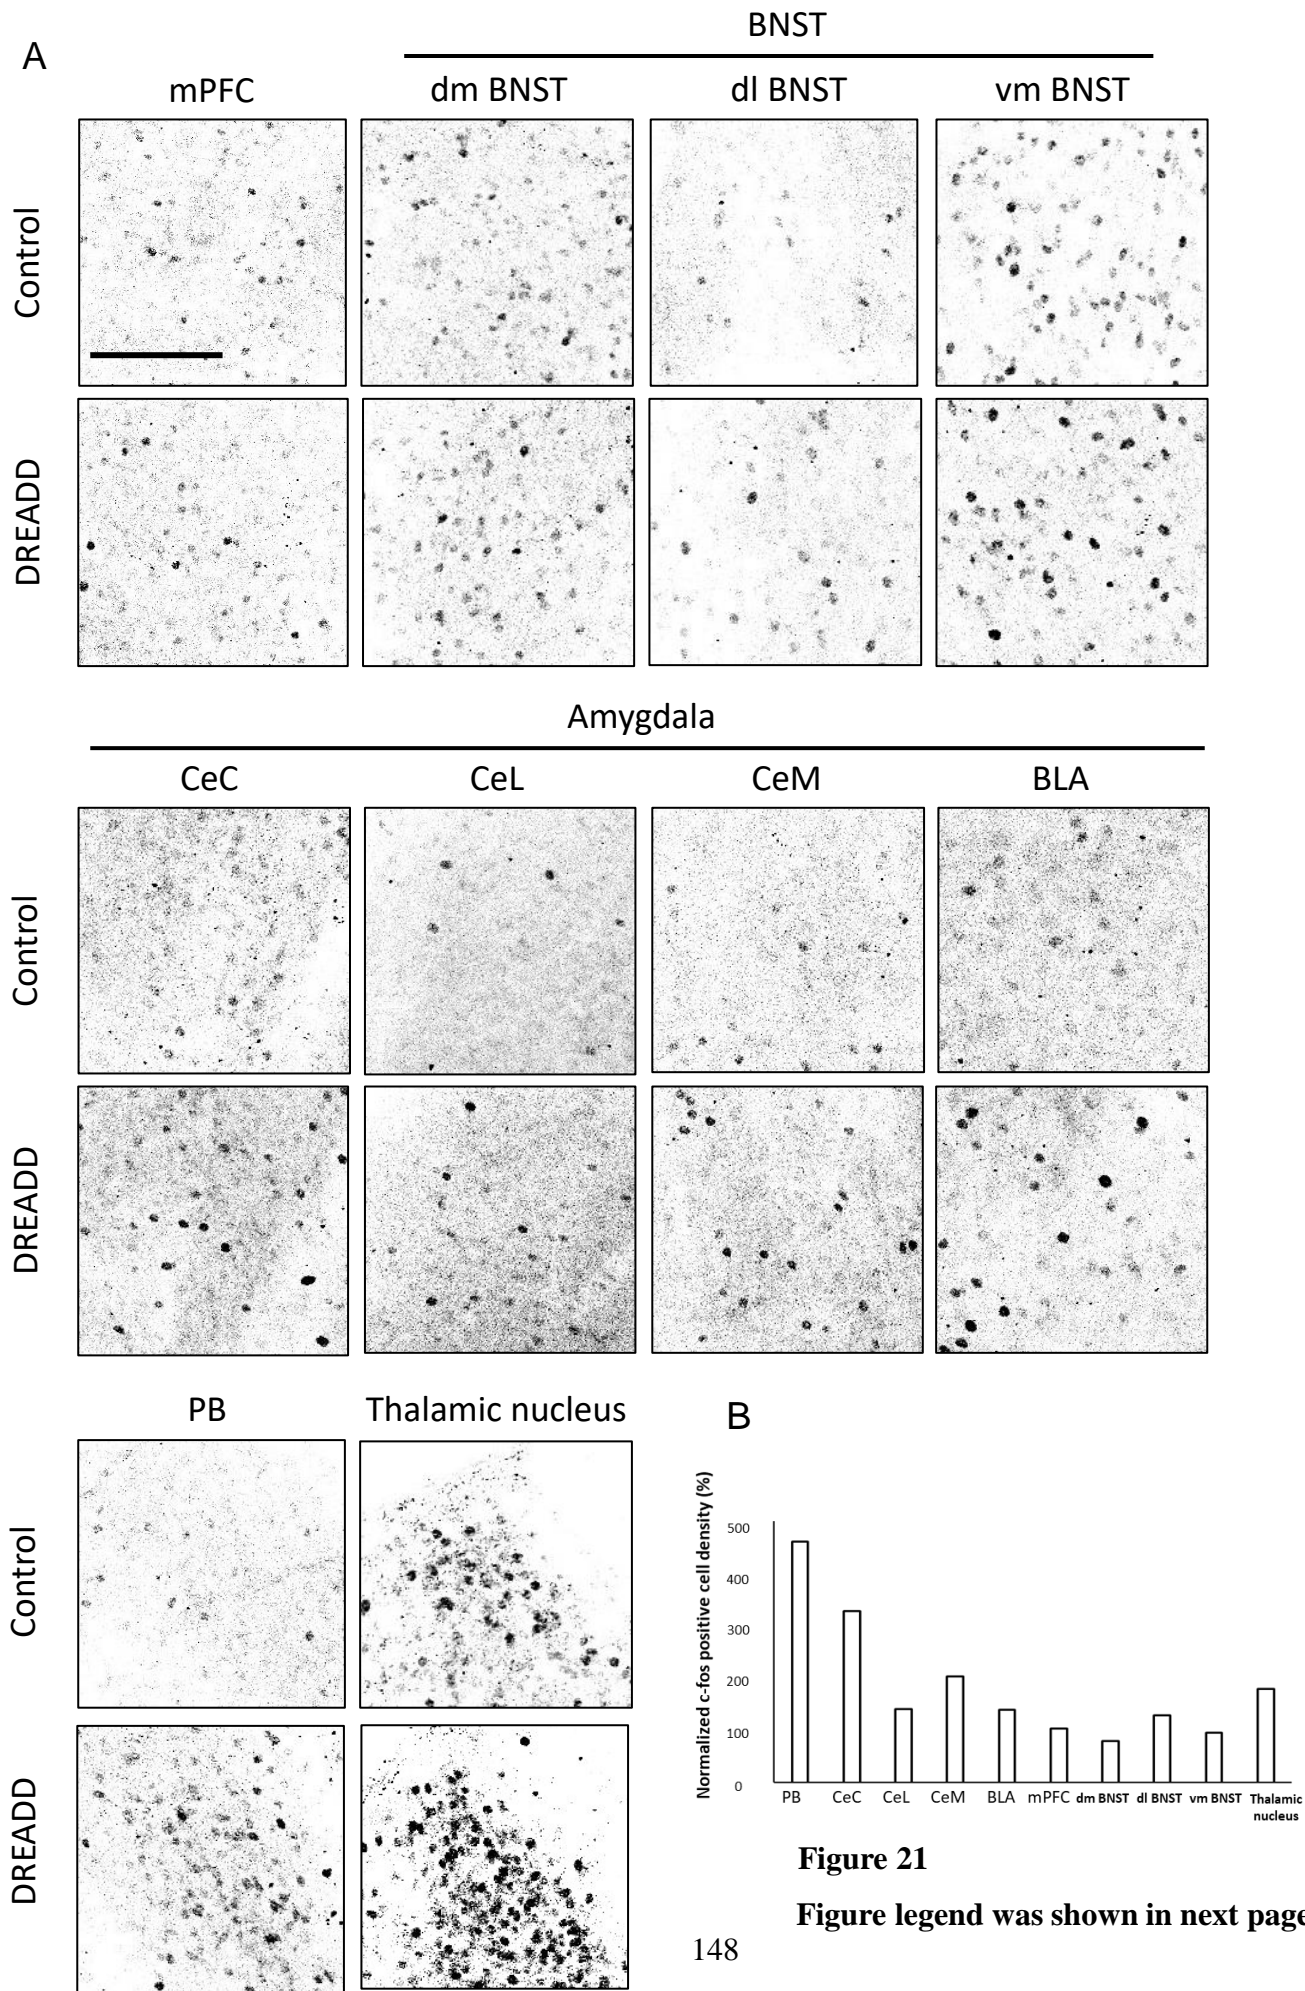 A
BNST
mPFC
dm BNST
dl BNST
vm BNST
Control
DREADD
Amygdala
CeC
CeL
CeM
BLA
Control
DREADD
PB
Thalamic nucleus
Control
DREADD
B
Normalized c-fos positive cell density (%)
500
400
300
200
100
0
PB
CeC
CeL
CeM
BLA
mPFC
dm BNST
dl BNST
vm BNST
Thalamic
nucleus
Figure 21
Figure legend was shown in next page
148